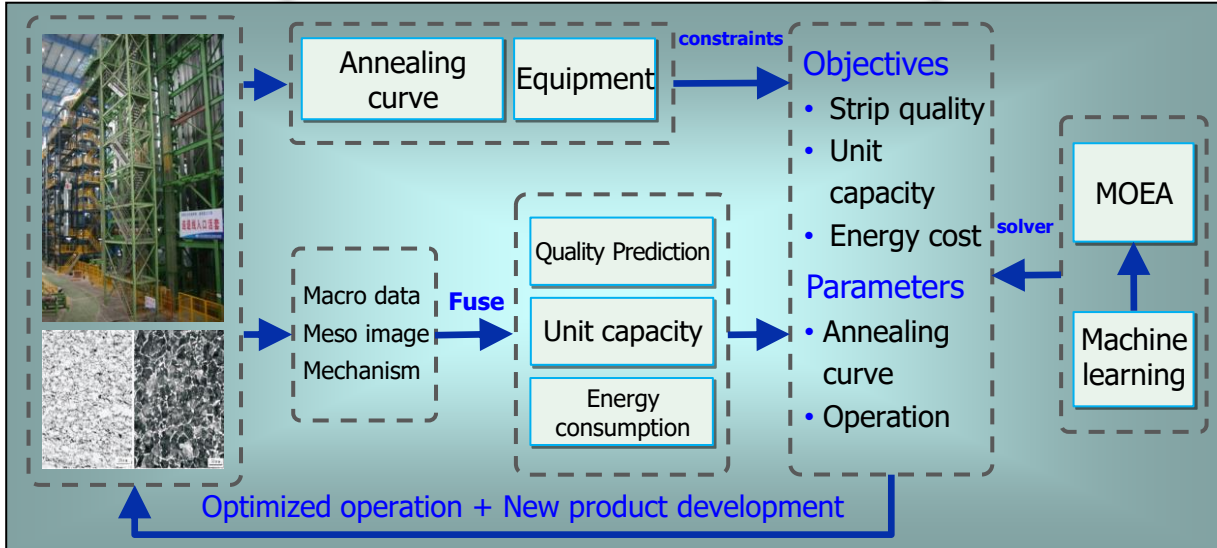 Annealing
curve
Equipment
constraints
Objectives
• Strip quality
• Unit
capacity
• Energy cost
Parameters
• Annealing
curve
• Operation
MOEA
solver
Machine
learning
Macro data
Meso image
Mechanism
Fuse
Quality Prediction
Unit capacity
Energy
consumption
Optimized operation + New product development